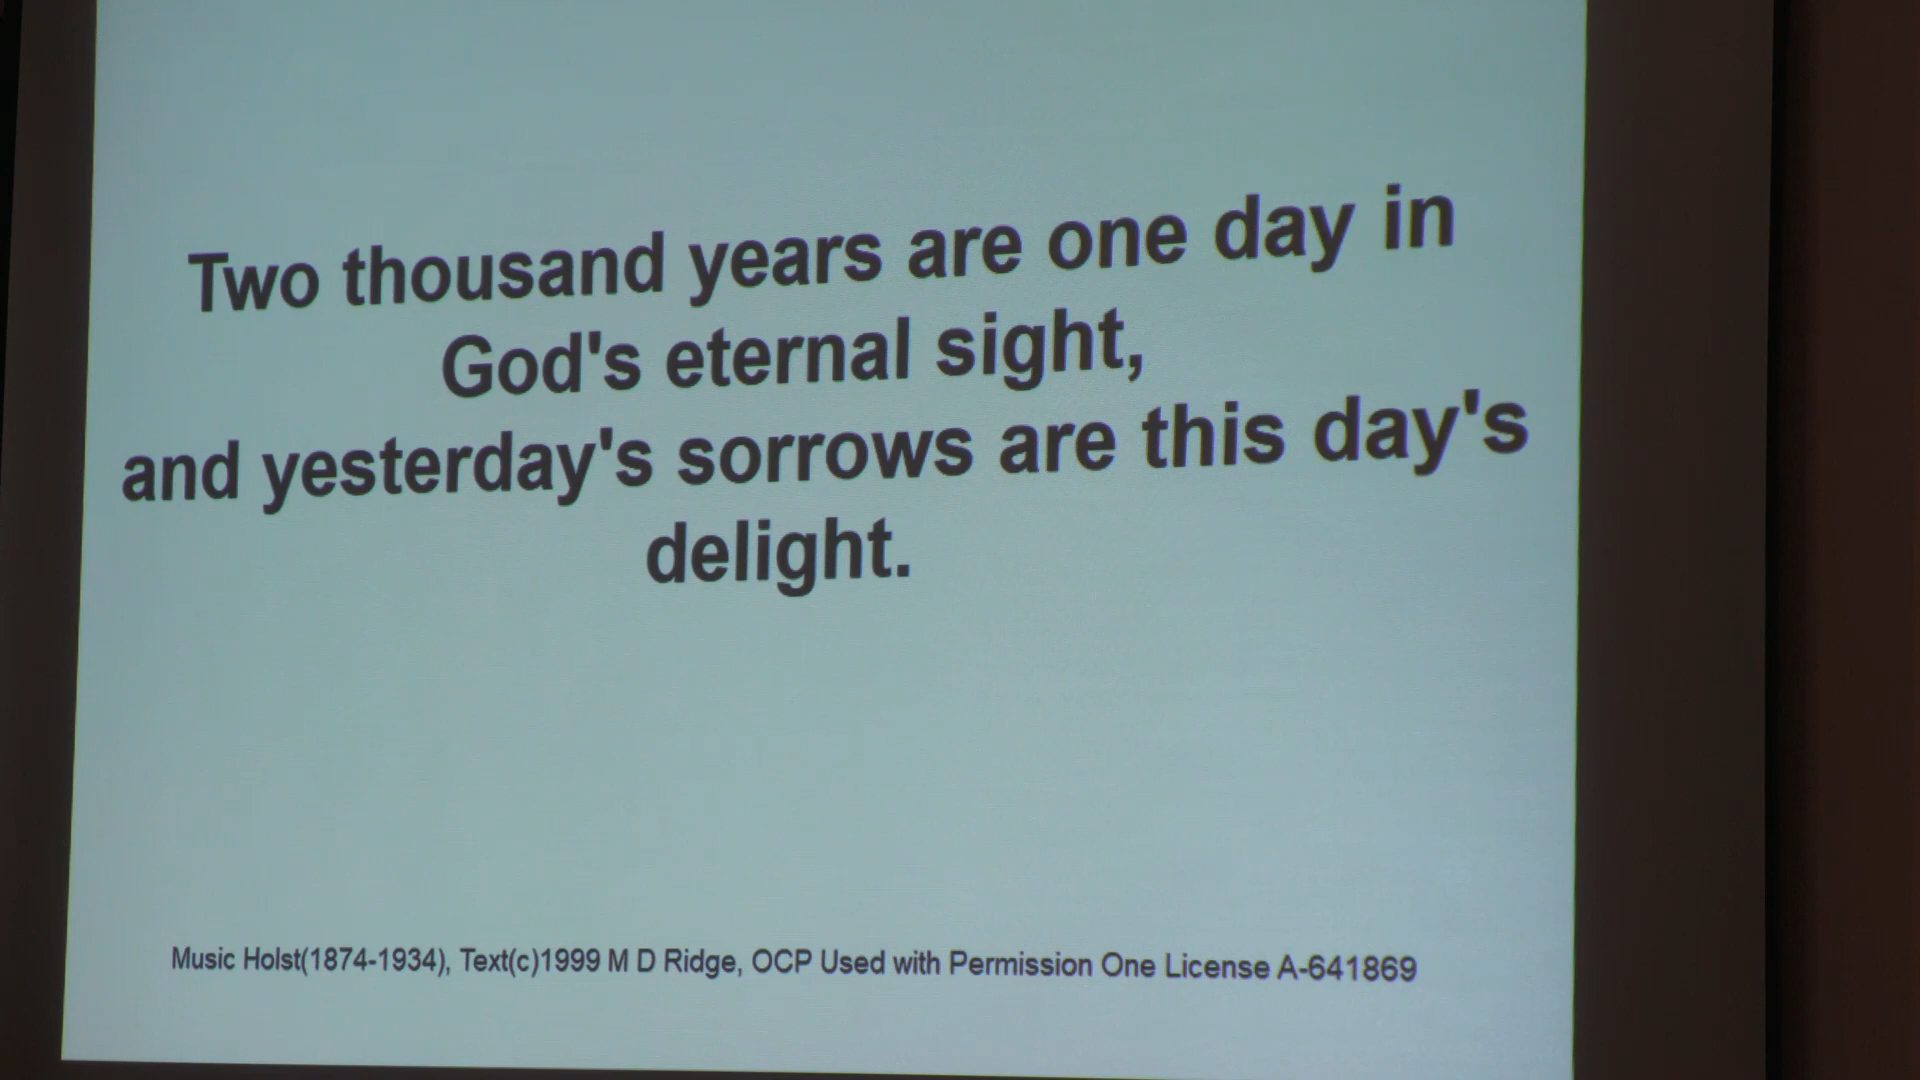 Two thousand years are one day in
God's eternal sight,
and yesterday's sorrows are this day's
delight.
Music Holst(1874-1934), Text(c)1999 M D Ridge, OCP Used with Permission One License A-641869